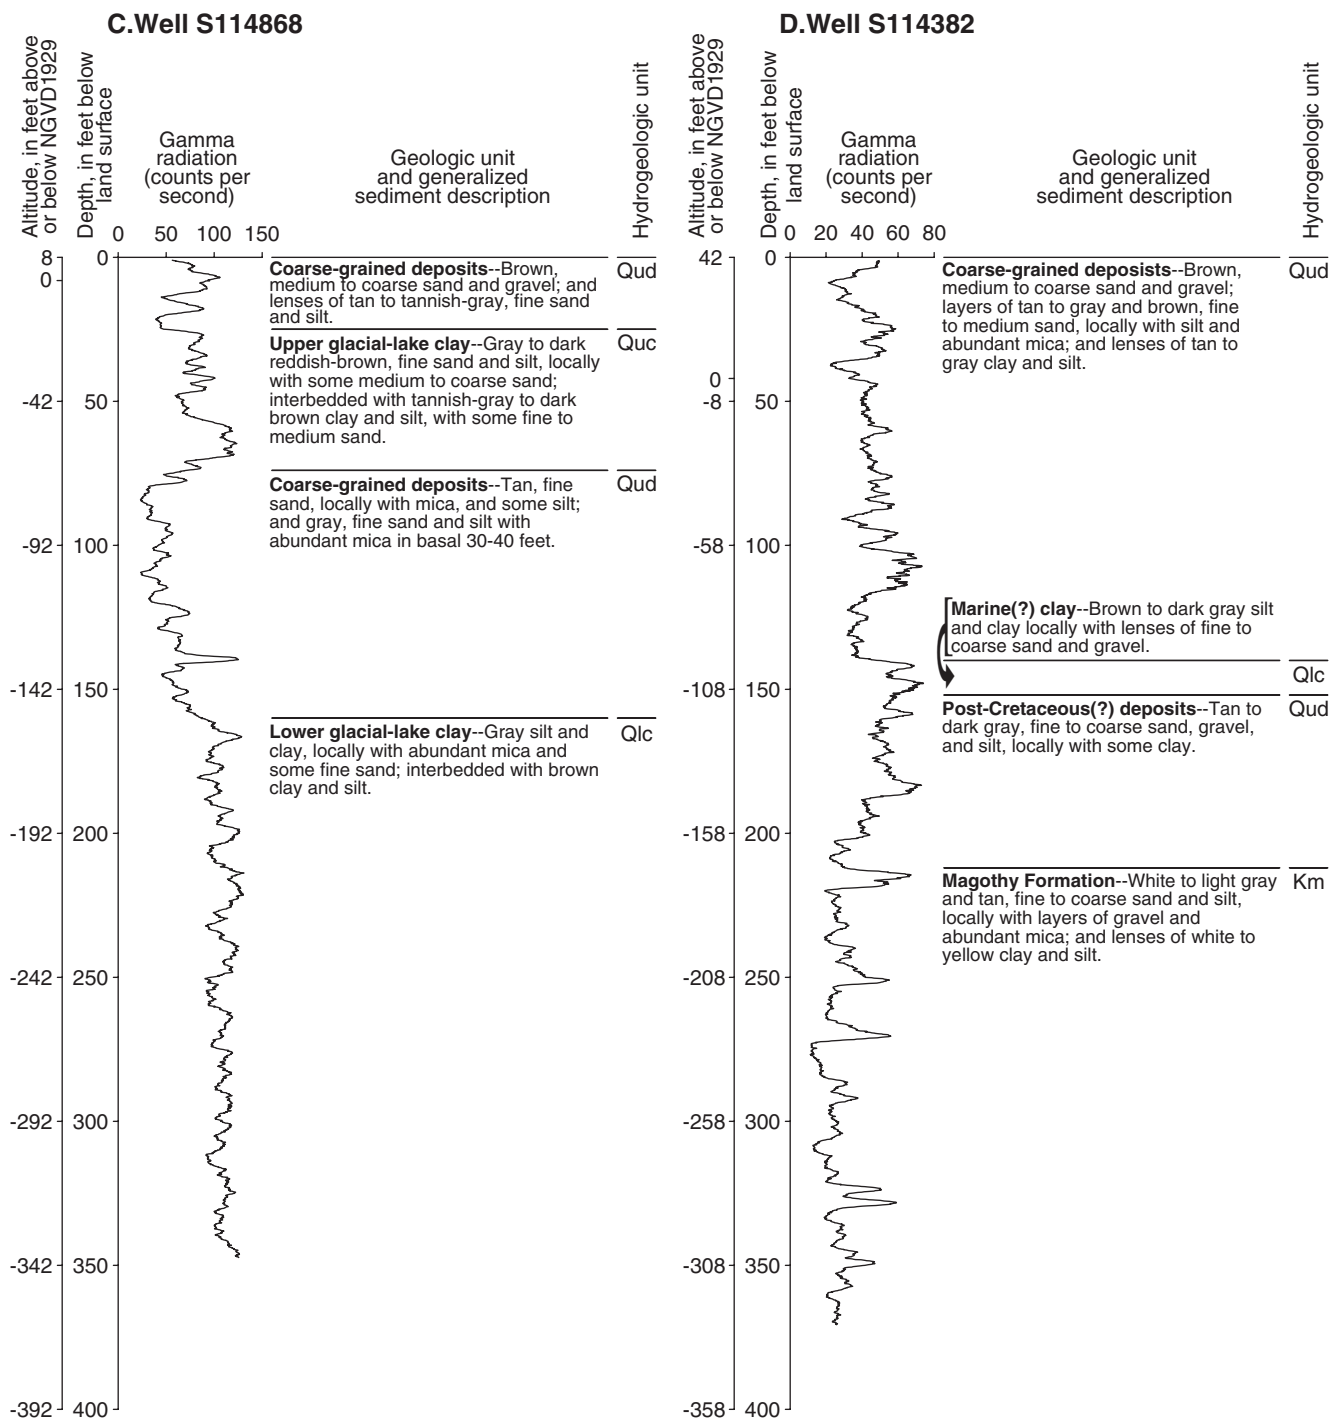 C.Well S114868
Altitude, in feet above
or below NGVD1929
Depth, in feet below
land surface
Gamma
radiation
(counts per
second)
Geologic unit
and generalized
sediment description
Hydrogeologic unit
0 50 100 150
8
0
-42
-92
-142
-192
-242
-292
-342
-392
0
50
100
150
200
250
300
350
400
Coarse-grained deposits--Brown,
medium to coarse sand and gravel; and
lenses of tan to tannish-gray, fine sand
and silt.
Qud
Upper glacial-lake clay--Gray to dark
reddish-brown, fine sand and silt, locally
with some medium to coarse sand;
interbedded with tannish-gray to dark
brown clay and silt, with some fine to
medium sand.
Quc
Coarse-grained deposits--Tan, fine
sand, locally with mica, and some silt;
and gray, fine sand and silt with
abundant mica in basal 30-40 feet.
Qud
Lower glacial-lake clay--Gray silt and
clay, locally with abundant mica and
some fine sand; interbedded with brown
clay and silt.
Qlc
D.Well S114382
Altitude, in feet above
or below NGVD1929
Depth, in feet below
land surface
Gamma
radiation
(counts per
second)
Geologic unit
and generalized
sediment description
Hydrogeologic unit
0 20 40 60 80
42
0
-8
-58
-108
-158
-208
-258
-308
-358
0
50
100
150
200
250
300
350
400
Coarse-grained deposists--Brown,
medium to coarse sand and gravel;
layers of tan to gray and brown, fine
to medium sand, locally with silt and
abundant mica; and lenses of tan to
gray clay and silt.
Qud
Marine(?) clay--Brown to dark gray silt
and clay locally with lenses of fine to
coarse sand and gravel.
Qlc
Post-Cretaceous(?) deposits--Tan to
dark gray, fine to coarse sand, gravel,
and silt, locally with some clay.
Qud
Magothy Formation--White to light gray
and tan, fine to coarse sand and silt,
locally with layers of gravel and
abundant mica; and lenses of white to
yellow clay and silt.
Km